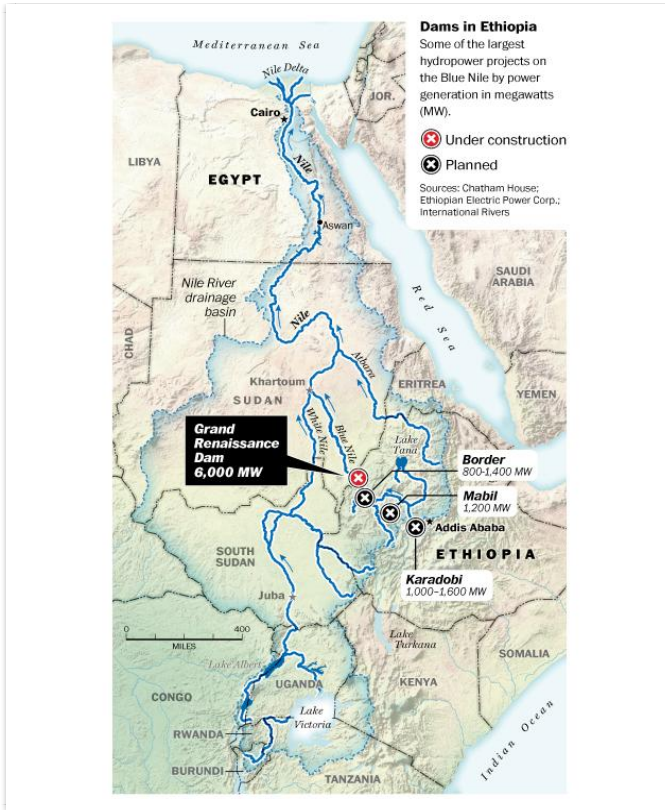 Dams in Ethiopia
Some of the largest
hydropower projects on
the Blue Nile by power
generation in megawatts
(MW).
Under construction
Planned
Sources: Chatham House;
Ethiopian Electric Power Corp.;
International Rivers
Mediterranean Sea
Nile Delta
Cairo
JOR.
LIBYA
Nile
EGYPT
Aswan
SAUDI
ARABIA
Nile River
drainage
basin
Red Sea
Nile
CHAD
Atbara
Khartoum
ERITREA
SUDAN
YEMEN
White Nile
Blue Nile
Grand
Renaissance
Dam
6,000 MW
Lake
Tana
Border
800-1,400 MW
Mabil
1,200 MW
Addis Ababa
ETHIOPIA
SOUTH
SUDAN
Karadobi
1,000–1,600 MW
Juba
0 400
MILES
Lake
Turkana
SOMALIA
Lake Albert
UGANDA
CONGO
KENYA
Lake
Victoria
RWANDA
BURUNDI
TANZANIA
Indian Ocean